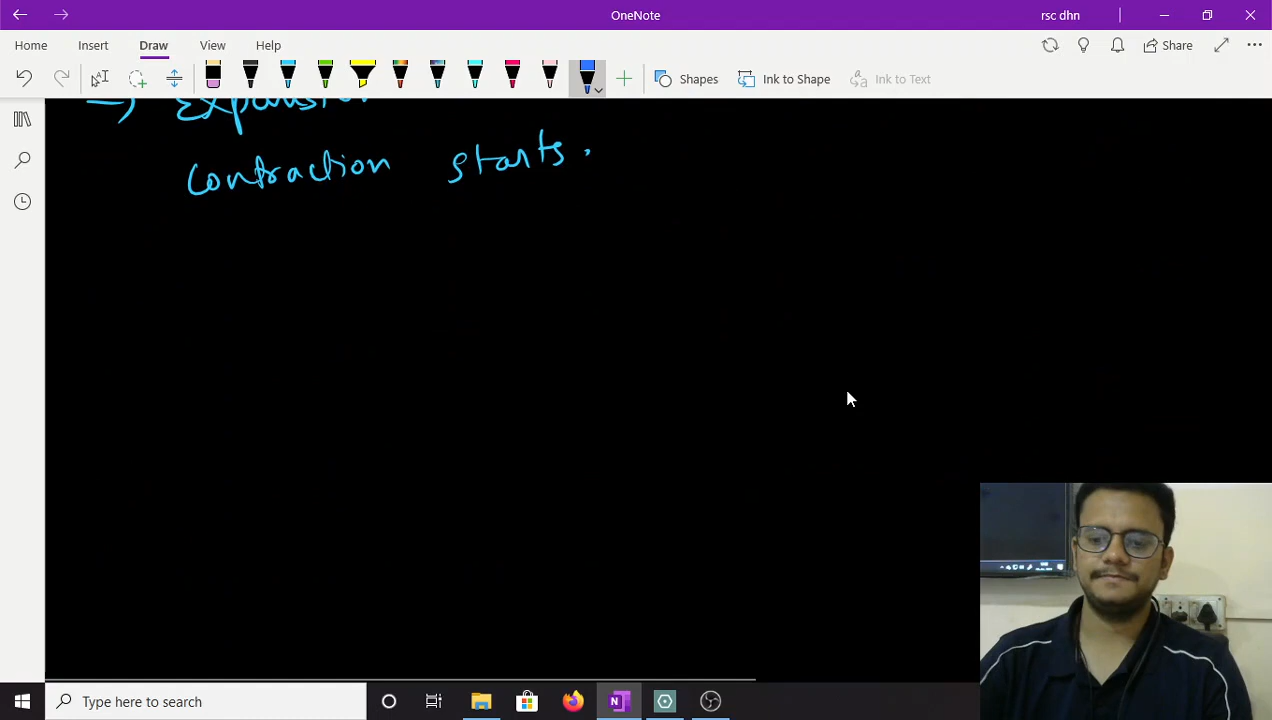 OneNote
rsc dhn
Home Insert Draw View Help
Share
Shapes
Ink to Shape
Ink to Text
→ Expansion
contraction starts.
Type here to search